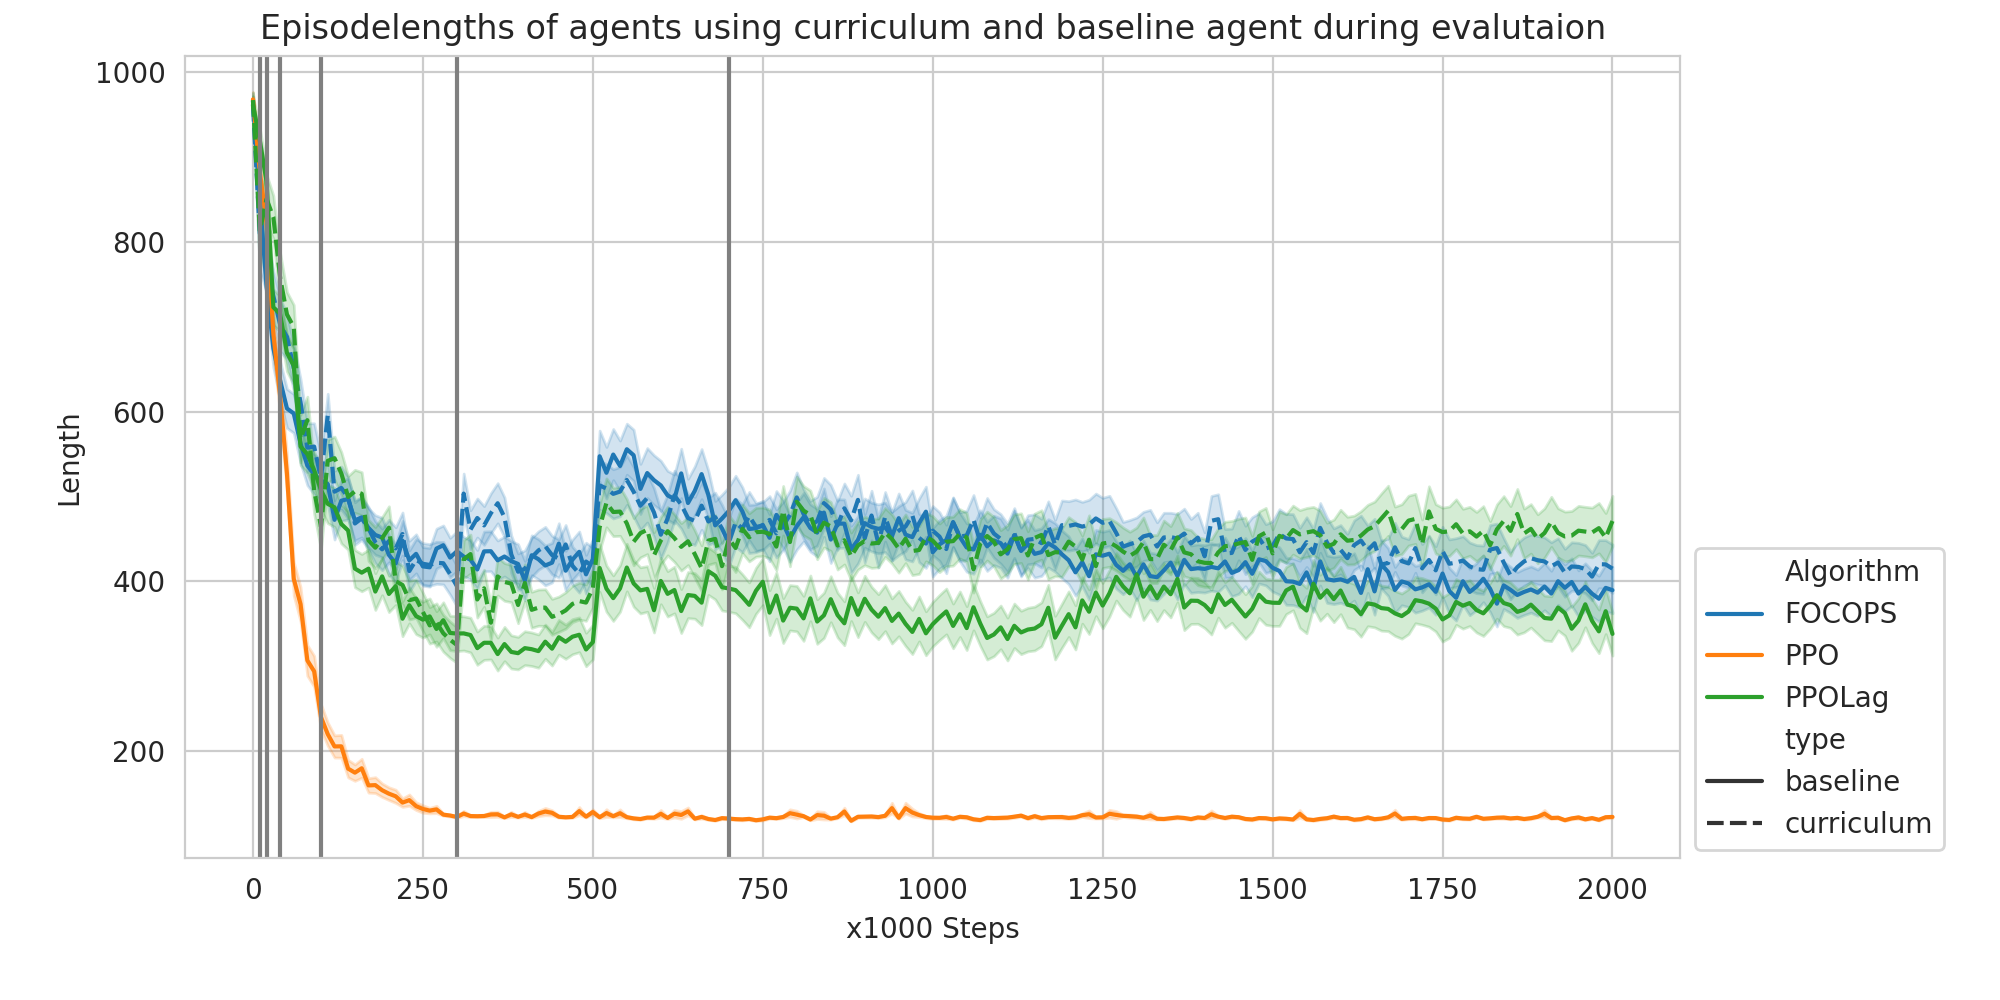 Episodelengths of agents using curriculum and baseline agent during evalutaion
1000
800
600
400
200
Length
0 250 500 750 1000 1250 1500 1750 2000
x1000 Steps
Algorithm
FOCOPS
PPO
PPOLag
type
baseline
curriculum